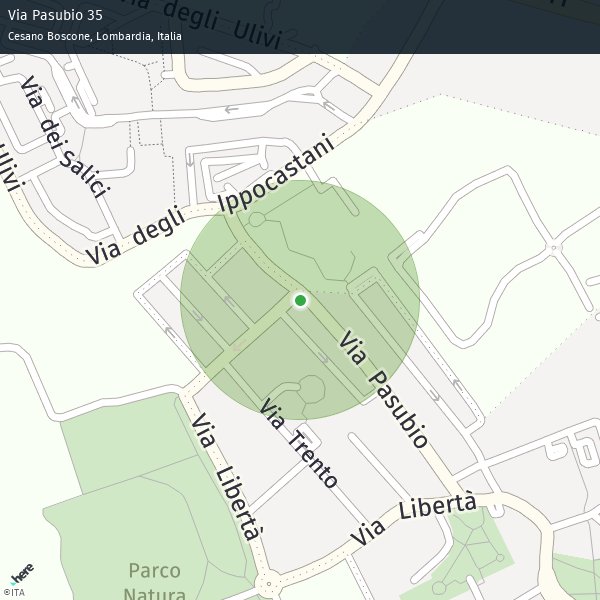 Via Pasubio 35
Cesano Boscone, Lombardia, Italia
Via degli Ulivi
Via dei Salici
Ulivi
Via degli Ippocastani
Via Pasubio
Via Trento
Via Libertà
Via Libertà
Parco
Natura
here
©ITA